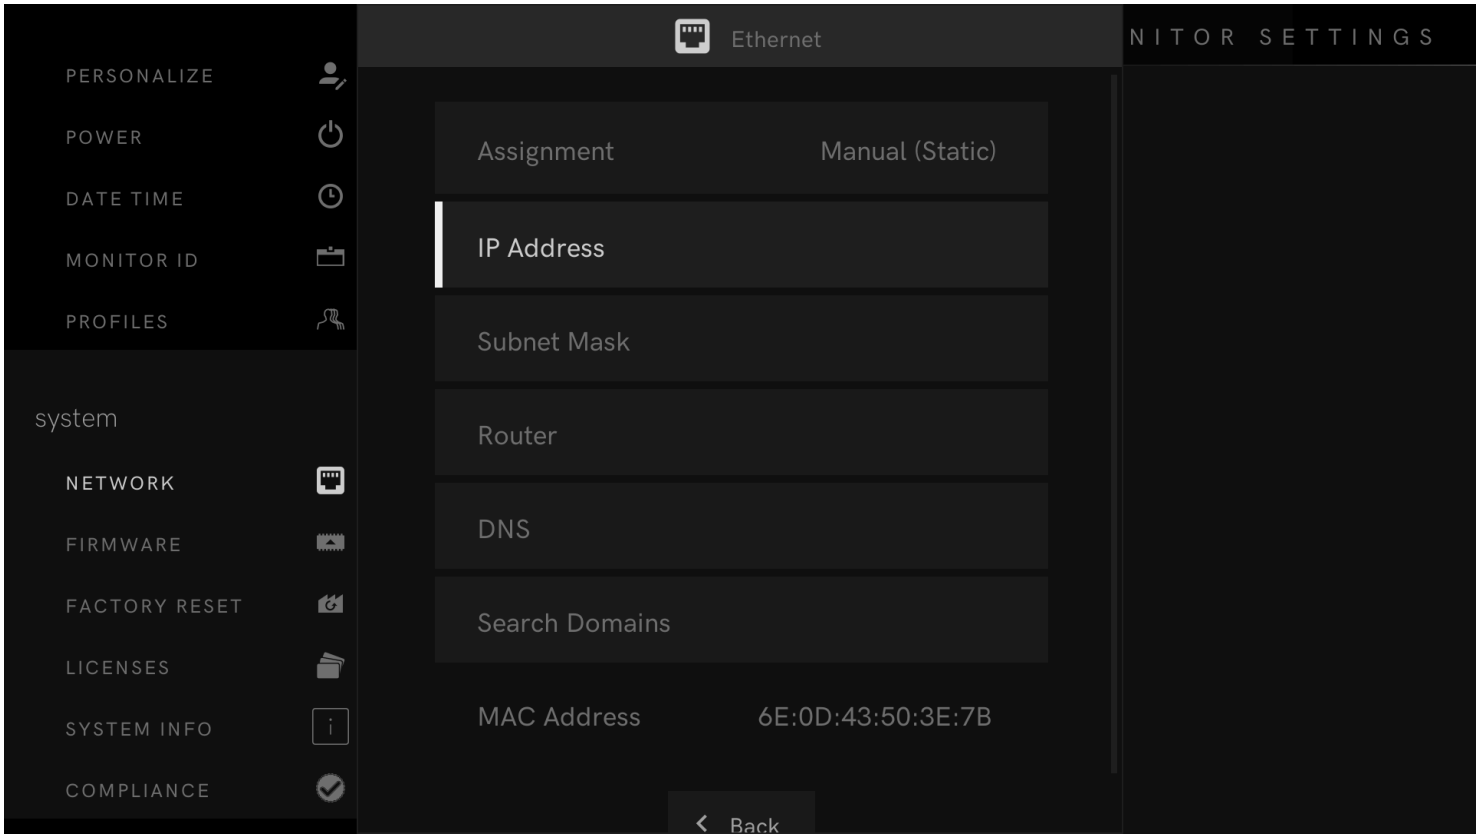 NITOR SETTINGS
Ethernet
PERSONALIZE
POWER
DATE TIME
MONITOR ID
PROFILES
system
NETWORK
FIRMWARE
FACTORY RESET
LICENSES
SYSTEM INFO
i
COMPLIANCE
Assignment Manual (Static)
IP Address
Subnet Mask
Router
DNS
Search Domains
MAC Address 6E:0D:43:50:3E:7B
Back